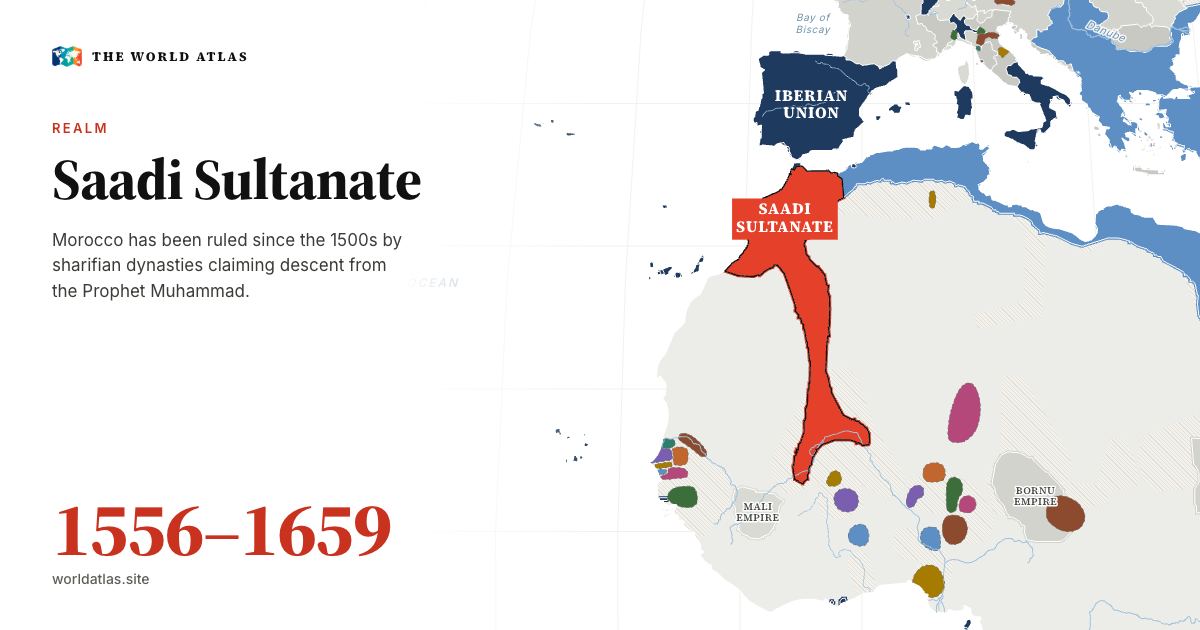 THE WORLD ATLAS
REALM
Saadi Sultanate
Morocco has been ruled since the 1500s by
sharifian dynasties claiming descent from
the Prophet Muhammad.
1556–1659
worldatlas.site
Bay of
Biscay
Danube
IBERIAN
UNION
SAADI
SULTANATE
OCEAN
MALI
EMPIRE
BORNU
EMPIRE